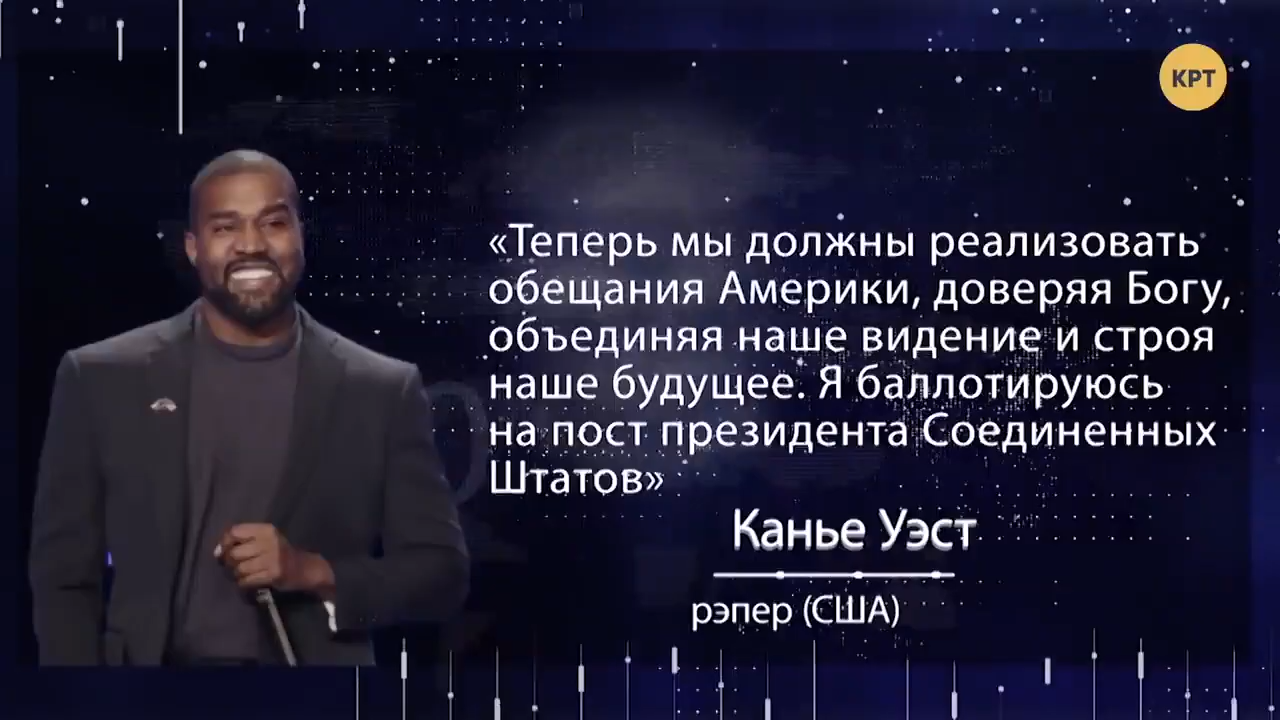 КРТ
«Теперь мы должны реализовать
обещания Америки, доверяя Богу,
объединяя наше видение и строя
наше будущее. Я баллотируюсь
на пост президента Соединенных
Штатов»
Канье Уэст
рэпер (США)